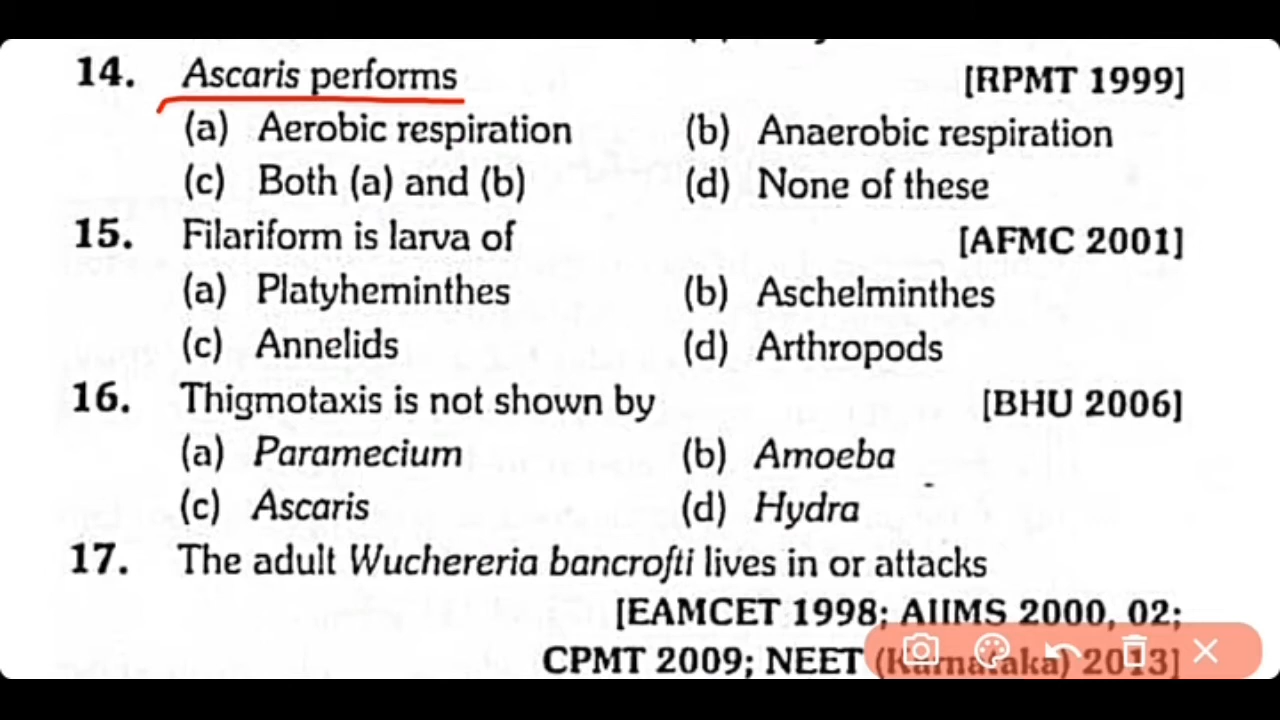 14. Ascaris performs [RPMT 1999]
(a) Aerobic respiration (b) Anaerobic respiration
(c) Both (a) and (b) (d) None of these
15. Filariform is larva of [AFMC 2001]
(a) Platyheminthes (b) Aschelminthes
(c) Annelids (d) Arthropods
16. Thigmotaxis is not shown by [BHU 2006]
(a) Paramecium (b) Amoeba
(c) Ascaris (d) Hydra
17. The adult Wuchereria bancrofti lives in or attacks
[EAMCET 1998; AIIMS 2000, 02;
CPMT 2009; NEET (Karnataka) 2013]